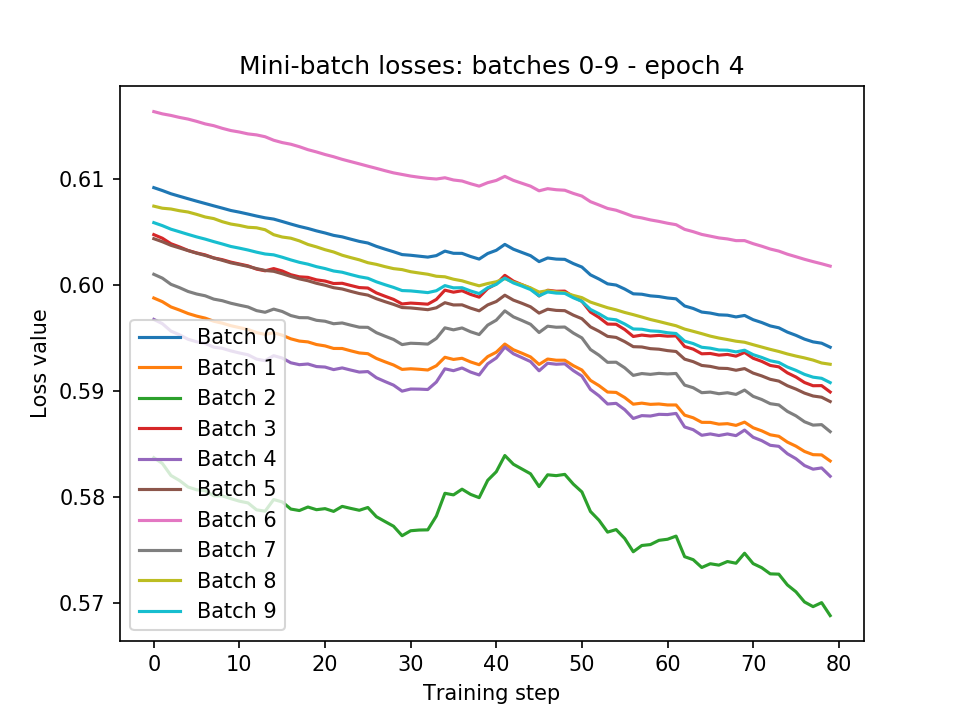 Mini-batch losses: batches 0-9 - epoch 4
Loss value
0.61
0.60
0.59
0.58
0.57
Batch 0
Batch 1
Batch 2
Batch 3
Batch 4
Batch 5
Batch 6
Batch 7
Batch 8
Batch 9
0 10 20 30 40 50 60 70 80
Training step